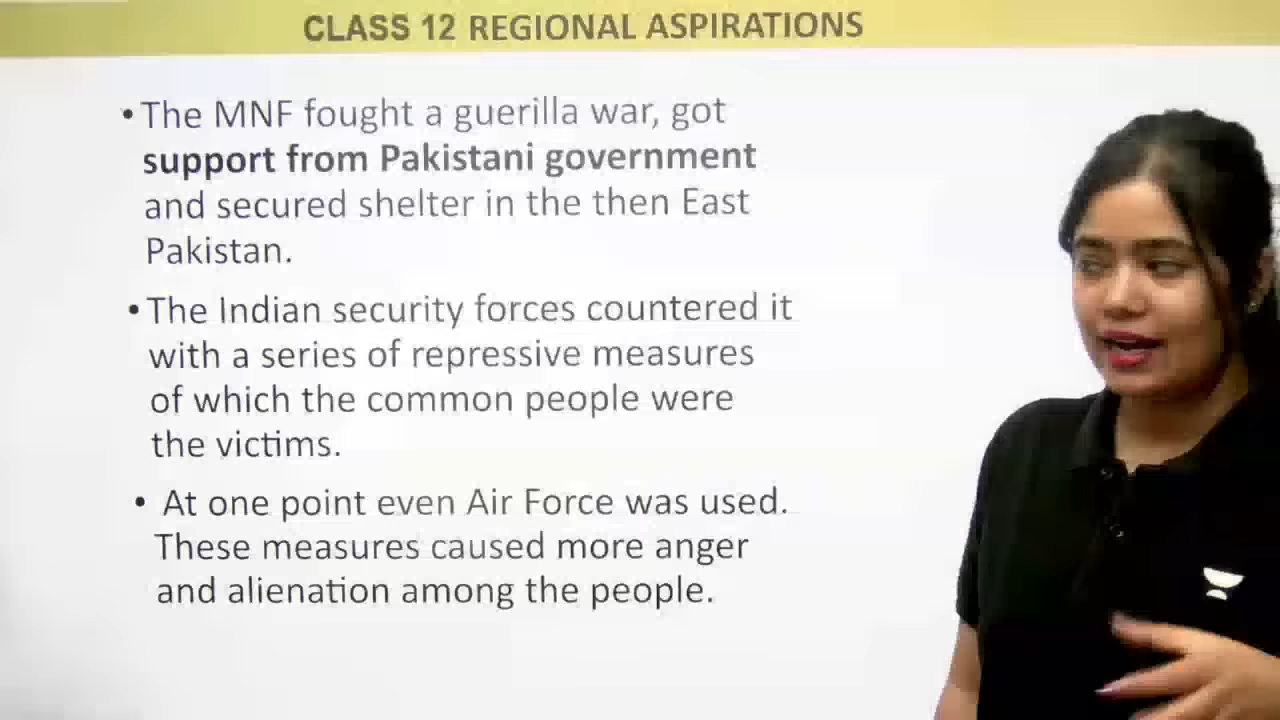 CLASS 12 REGIONAL ASPIRATIONS
• The MNF fought a guerilla war, got
support from Pakistani government
and secured shelter in the then East
Pakistan.
• The Indian security forces countered it
with a series of repressive measures
of which the common people were
the victims.
• At one point even Air Force was used.
These measures caused more anger
and alienation among the people.